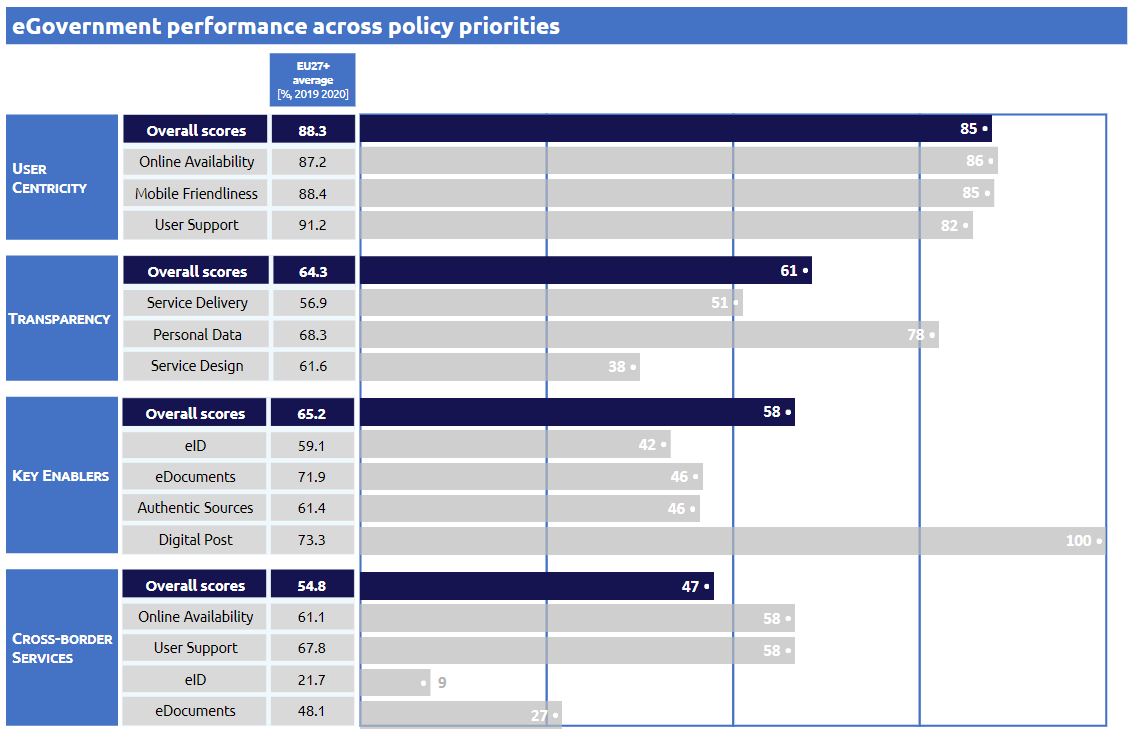 eGovernment performance across policy priorities
EU27+
average
[%, 2019 2020]
USER
CENTRICITY
Overall scores 88.3 85
Online Availability 87.2 86
Mobile Friendliness 88.4 85
User Support 91.2 82
TRANSPARENCY
Overall scores 64.3 61
Service Delivery 56.9 51
Personal Data 68.3 78
Service Design 61.6 38
KEY ENABLERS
Overall scores 65.2 58
eID 59.1 42
eDocuments 71.9 46
Authentic Sources 61.4 46
Digital Post 73.3 100
CROSS-BORDER
SERVICES
Overall scores 54.8 47
Online Availability 61.1 58
User Support 67.8 58
eID 21.7 9
eDocuments 48.1 27